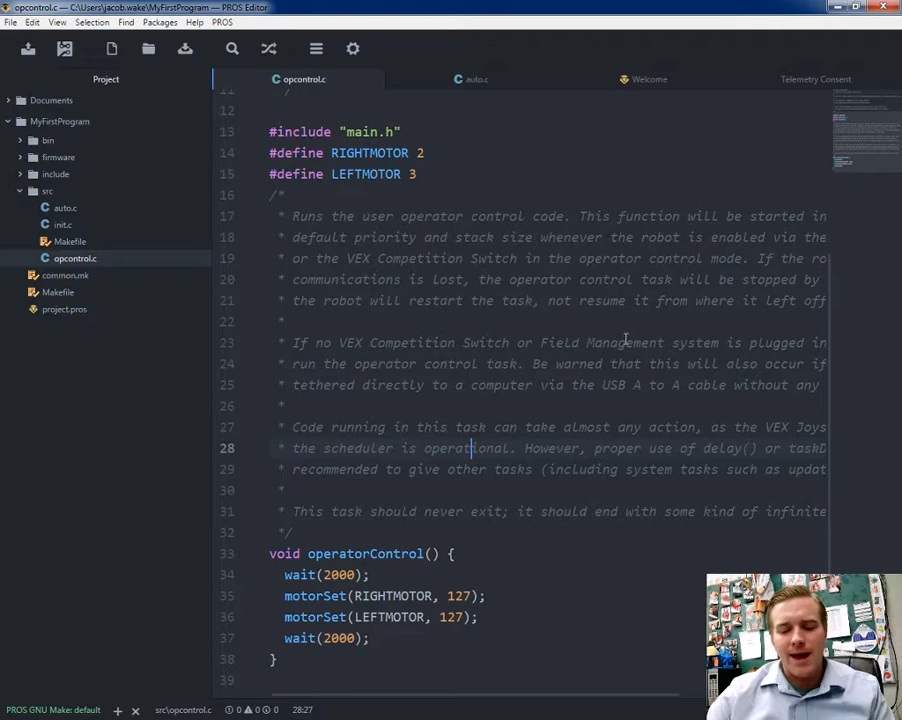 opcontrol.c — C:\Users\jacob.wake\MyFirstProgram — PROS Editor
File Edit View Selection Find Packages Help PROS
Project
opcontrol.c
auto.c
Welcome
Telemetry Consent
Documents
MyFirstProgram
bin
firmware
include
src
auto.c
init.c
Makefile
opcontrol.c
common.mk
Makefile
project.pros
11 /
12
13 #include "main.h"
14 #define RIGHTMOTOR 2
15 #define LEFTMOTOR 3
16 /*
17 * Runs the user operator control code. This function will be started in
18 * default priority and stack size whenever the robot is enabled via the
19 * or the VEX Competition Switch in the operator control mode. If the ro
20 * communications is lost, the operator control task will be stopped by
21 * the robot will restart the task, not resume it from where it left off
22 *
23 * If no VEX Competition Switch or Field Management system is plugged in
24 * run the operator control task. Be warned that this will also occur if
25 * tethered directly to a computer via the USB A to A cable without any
26 *
27 * Code running in this task can take almost any action, as the VEX Joys
28 * the scheduler is operational. However, proper use of delay() or taskD
29 * recommended to give other tasks (including system tasks such as updat
30 *
31 * This task should never exit; it should end with some kind of infinite
32 */
33 void operatorControl() {
34 wait(2000);
35 motorSet(RIGHTMOTOR, 127);
36 motorSet(LEFTMOTOR, 127);
37 wait(2000);
38 }
39
PROS GNU Make: default + × src\opcontrol.c 0 0 0 28:27